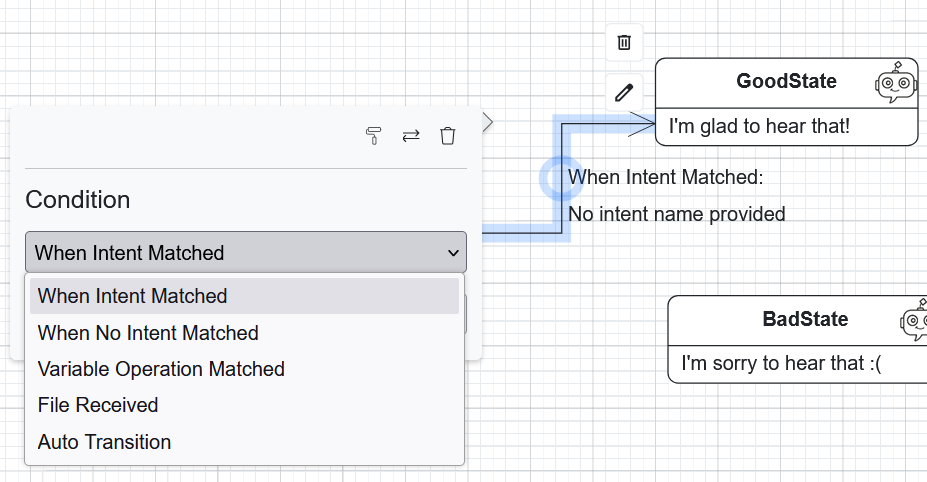 GoodState
I'm glad to hear that!
When Intent Matched:
No intent name provided
Condition
When Intent Matched
When Intent Matched
When No Intent Matched
Variable Operation Matched
File Received
Auto Transition
BadState
I'm sorry to hear that :(